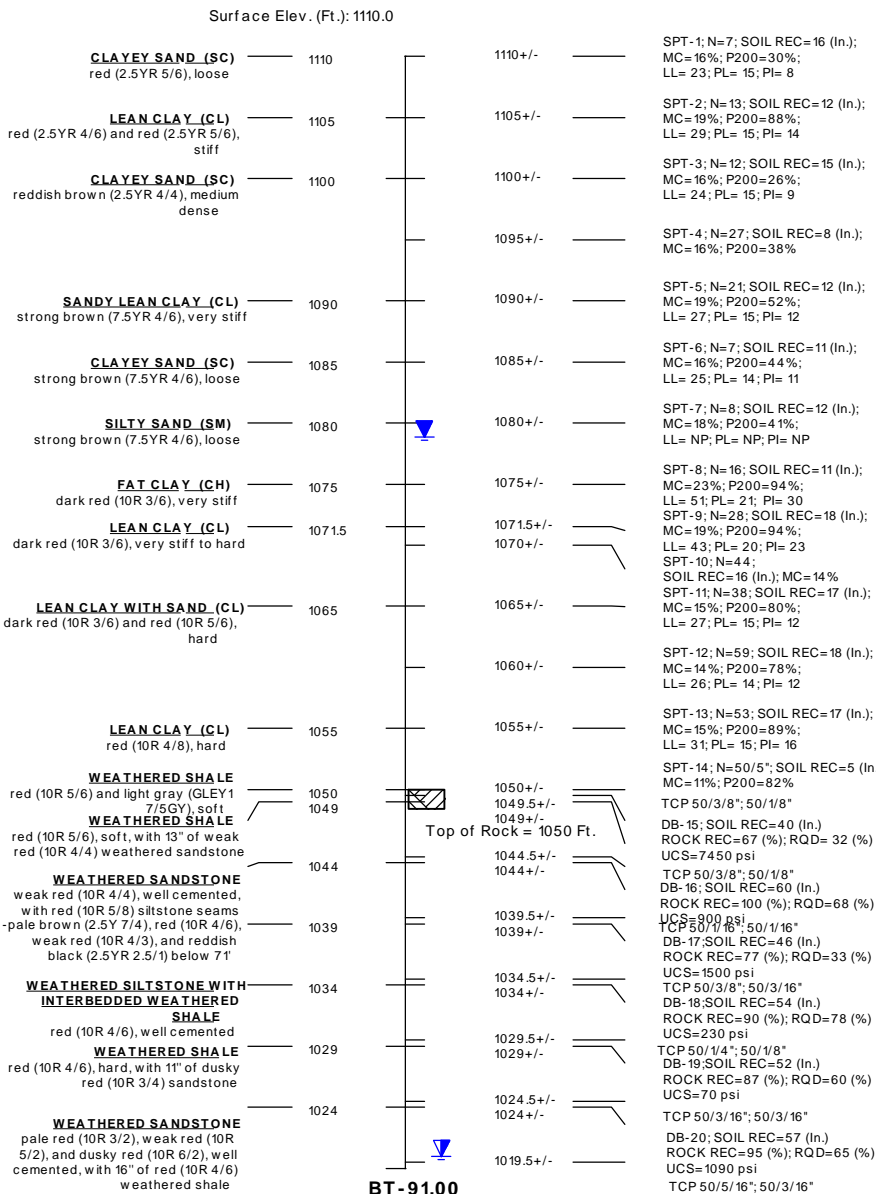 Surface Elev. (Ft.): 1110.0
CLAYEY SAND (SC)
red (2.5YR 5/6), loose
1110
1110+/-
SPT-1; N=7; SOIL REC=16 (In.);
MC=16%; P200=30%;
LL= 23; PL= 15; PI= 8
LEAN CLAY (CL)
red (2.5YR 4/6) and red (2.5YR 5/6),
stiff
1105
1105+/-
SPT-2; N=13; SOIL REC=12 (In.);
MC=19%; P200=88%;
LL= 29; PL= 15; PI= 14
CLAYEY SAND (SC)
reddish brown (2.5YR 4/4), medium
dense
1100
1100+/-
SPT-3; N=12; SOIL REC=15 (In.);
MC=16%; P200=26%;
LL= 24; PL= 15; PI= 9
1095+/-
SPT-4; N=27; SOIL REC=8 (In.);
MC=16%; P200=38%
SANDY LEAN CLAY (CL)
strong brown (7.5YR 4/6), very stiff
1090
1090+/-
SPT-5; N=21; SOIL REC=12 (In.);
MC=19%; P200=52%;
LL= 27; PL= 15; PI= 12
CLAYEY SAND (SC)
strong brown (7.5YR 4/6), loose
1085
1085+/-
SPT-6; N=7; SOIL REC=11 (In.);
MC=16%; P200=44%;
LL= 25; PL= 14; PI= 11
SILTY SAND (SM)
strong brown (7.5YR 4/6), loose
1080
1080+/-
SPT-7; N=8; SOIL REC=12 (In.);
MC=18%; P200=41%;
LL= NP; PL= NP; PI= NP
FAT CLAY (CH)
dark red (10R 3/6), very stiff
1075
1075+/-
SPT-8; N=16; SOIL REC=11 (In.);
MC=23%; P200=94%;
LL= 51; PL= 21; PI= 30
LEAN CLAY (CL)
dark red (10R 3/6), very stiff to hard
1071.5
1071.5+/-
SPT-9; N=28; SOIL REC=18 (In.);
MC=19%; P200=94%;
LL= 43; PL= 20; PI= 23
1070+/-
SPT-10; N=44;
SOIL REC=16 (In.); MC=14%
LEAN CLAY WITH SAND (CL)
dark red (10R 3/6) and red (10R 5/6),
hard
1065
1065+/-
SPT-11; N=38; SOIL REC=17 (In.);
MC=15%; P200=80%;
LL= 27; PL= 15; PI= 12
1060+/-
SPT-12; N=59; SOIL REC=18 (In.);
MC=14%; P200=78%;
LL= 26; PL= 14; PI= 12
LEAN CLAY (CL)
red (10R 4/8), hard
1055
1055+/-
SPT-13; N=53; SOIL REC=17 (In.;
MC=15%; P200=89%;
LL= 31; PL= 15; PI= 16
WEATHERED SHALE
red (10R 5/6) and light gray (GLEY1
7/5GY), soft
1050
1050+/-
SPT-14; N=50/5"; SOIL REC=5 (In
MC=11%; P200=82%
1049.5+/-
TCP 50/3/8"; 50/1/8"
WEATHERED SHALE
red (10R 5/6), soft, with 13" of weak
red (10R 4/4) weathered sandstone
1049
1049+/-
Top of Rock = 1050 Ft.
DB-15; SOIL REC=40 (In.)
ROCK REC=67 (%); RQD= 32 (%)
UCS=7450 psi
WEATHERED SANDSTONE
weak red (10R 4/4), well cemented,
with red (10R 5/8) siltstone seams
-pale brown (2.5Y 7/4), red (10R 4/6),
weak red (10R 4/3), and reddish
black (2.5YR 2.5/1) below 71'
1044
1044.5+/-
1044+/-
TCP 50/3/8"; 50/1/8"
DB-16; SOIL REC=60 (In.)
ROCK REC=100 (%); RQD=68 (%)
UCS=900 psi
1039
1039.5+/-
1039+/-
TCP 50/1/16"; 50/1/16"
DB-17;SOIL REC=46 (In.)
ROCK REC=77 (%); RQD=33 (%)
UCS=1500 psi
WEATHERED SILTSTONE WITH
INTERBEDDED WEATHERED
SHALE
red (10R 4/6), well cemented
1034
1034.5+/-
1034+/-
TCP 50/3/8"; 50/3/16"
DB-18;SOIL REC=54 (In.)
ROCK REC=90 (%); RQD=78 (%)
UCS=230 psi
WEATHERED SHALE
red (10R 4/6), hard, with 11" of dusky
red (10R 3/4) sandstone
1029
1029.5+/-
1029+/-
TCP 50/1/4"; 50/1/8"
DB-19;SOIL REC=52 (In.)
ROCK REC=87 (%); RQD=60 (%)
UCS=70 psi
WEATHERED SANDSTONE
pale red (10R 3/2), weak red (10R
5/2), and dusky red (10R 6/2), well
cemented, with 16" of red (10R 4/6)
weathered shale
1024
1024.5+/-
1024+/-
TCP 50/3/16"; 50/3/16"
DB-20; SOIL REC=57 (In.)
ROCK REC=95 (%); RQD=65 (%)
UCS=1090 psi
1019.5+/-
TCP 50/5/16"; 50/3/16"
BT-91.00